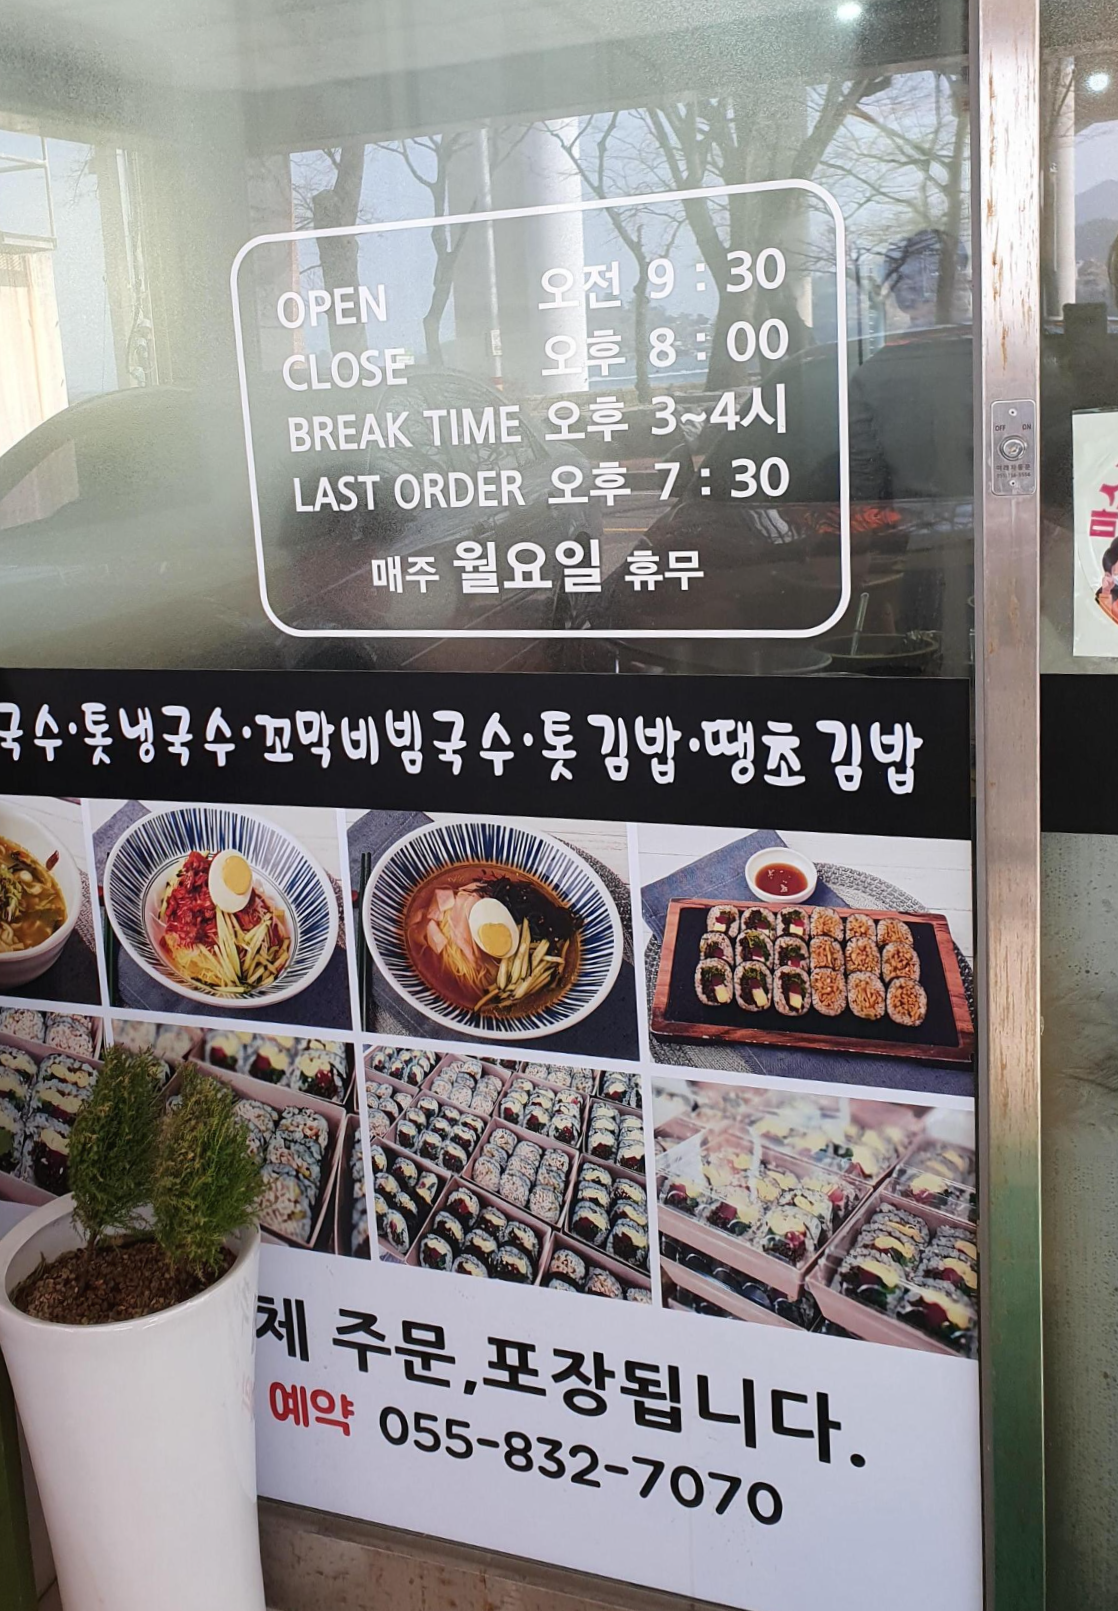 OPEN 오전 9 : 30
CLOSE 오후 8 : 00
BREAK TIME 오후 3~4시
LAST ORDER 오후 7 : 30
매주 월요일 휴무
OFF ON
국수·톳냉국수·꼬막비빔국수·톳김밥·땡초김밥
체 주문,포장됩니다.
예약 055-832-7070